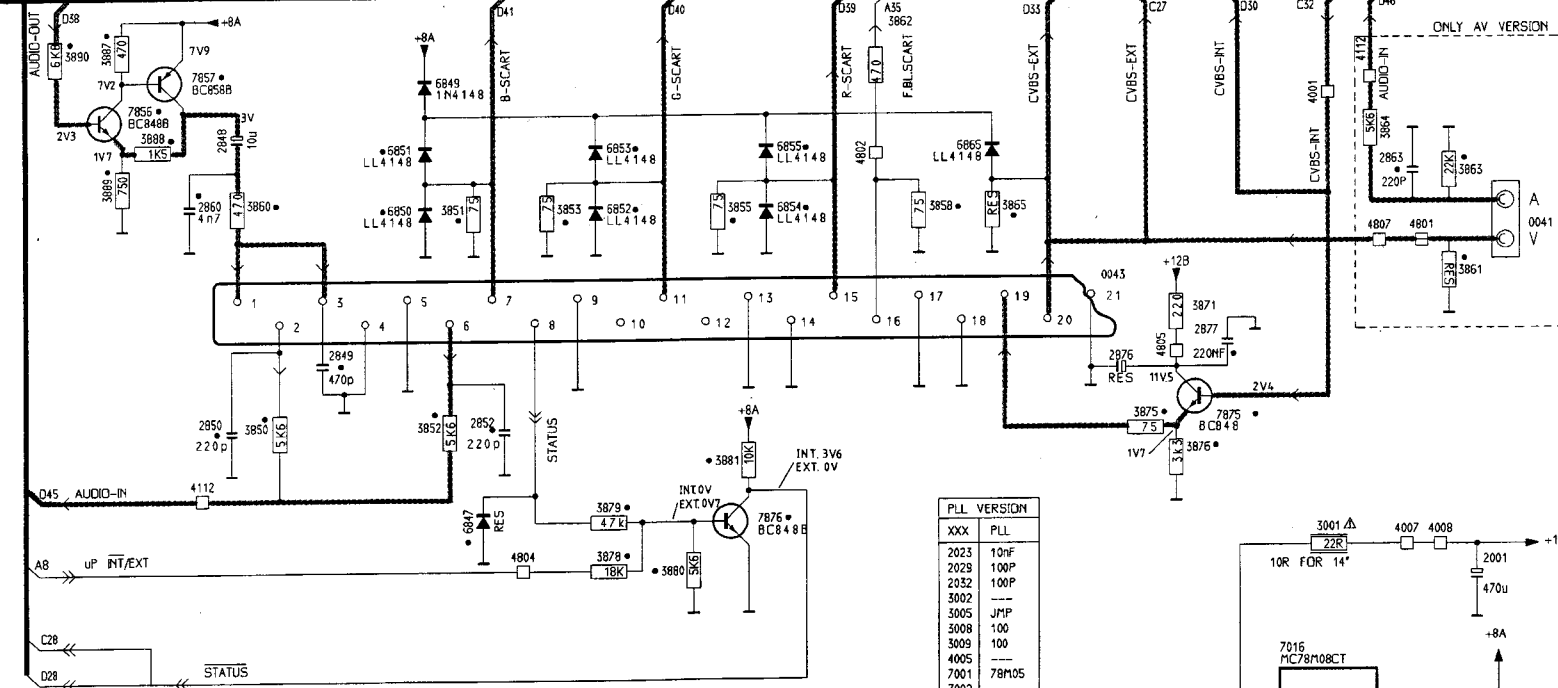 D38
+8A
D41
D40
D39
A35
3862
D33
C27
D30
C32
ONLY AV VERSION
AUDIO-OUT
6K8
3890
3887
470
7V9
7857
BC858B
7V2
7856
BC848B
2V3
3888
1K5
1V7
3889
750
3V
2848
10u
2860
4n7
470
3860
+8A
6849
1N4148
B-SCART
G-SCART
R-SCART
470
F.BL.SCART
CVBS-EXT
CVBS-EXT
CVBS-INT
4001
CVBS-INT
4112
AUDIO-IN
5K6
3864
6851
LL4148
6850
LL4148
3851
75
75
3853
6853
LL4148
6852
LL4148
75
3855
6855
LL4148
6854
LL4148
4802
75
3858
6865
LL4148
RES
3865
2863
220P
22K
3863
A
0041
V
4807
4801
RES
3861
0043
1
2
3
4
5
6
7
8
9
10
11
12
13
14
15
16
17
18
19
20
21
+12B
220
3871
2877
4805
220NF
2876
RES
11V5
2V4
7875
BC848
3875
75
1V7
3k3
3876
2849
470p
2850
220p
3850
5K6
3852
5K6
2852
220p
STATUS
+8A
3881
10K
INT. 3V6
EXT. 0V
INT.0V
EXT.0V7
D45
AUDIO-IN
4112
6847
RES
3879
47k
7876
BC848B
A8
uP INT/EXT
4804
3878
18K
3880
5K6
C28
D28
STATUS
PLL VERSION
XXX PLL
2023 10nF
2029 100P
2032 100P
3002 ---
3005 JMP
3008 100
3009 100
4005 ---
7001 78M05
3001
22R
10R FOR 14"
4007
4008
2001
470u
+8A
7016
MC78M08CT